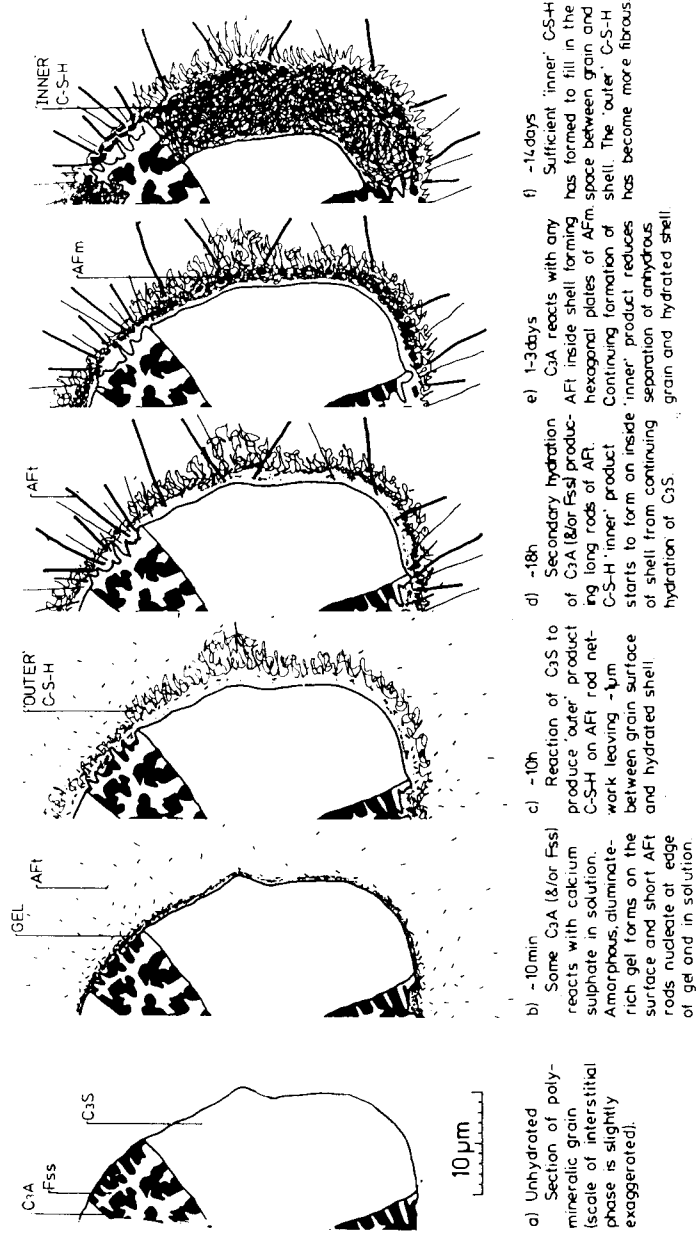 C₃A
Fss
C₃S
10µm
a) Unhydrated
Section of poly-
mineralic grain
(scale of interstitial
phase is slightly
exaggerated).
GEL
AFt
b) ~10min
Some C₃A (&/or Fss)
reacts with calcium
sulphate in solution.
Amorphous, aluminate-
rich gel forms on the
surface and short AFt
rods nucleate at edge
of gel and in solution.
'OUTER'
C-S-H
c) ~10h
Reaction of C₃S to
produce 'outer' product
C-S-H on AFt rod net-
work leaving ~1µm
between grain surface
and hydrated shell.
AFt
d) ~18h
Secondary hydration
of C₃A (&/or Fss) produc-
ing long rods of AFt.
C-S-H 'inner' product
starts to form on inside
of shell from continuing
hydration of C₃S.
AFm
e) 1-3days
C₃A reacts with any
AFt inside shell forming
hexagonal plates of AFm.
Continuing formation of
'inner' product reduces
separation of anhydrous
grain and hydrated shell.
'INNER'
C-S-H
f) ~14days
Sufficient 'inner' C-S-H
has formed to fill in the
space between grain and
shell. The 'outer' C-S-H
has become more fibrous